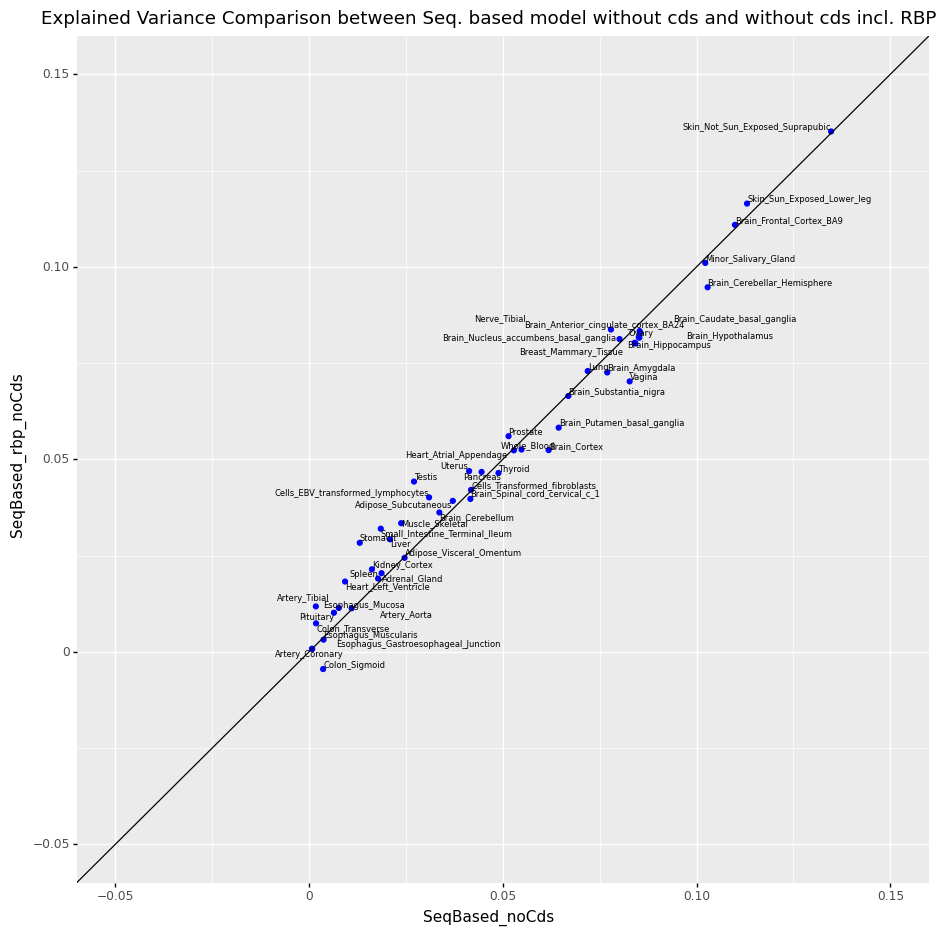 Explained Variance Comparison between Seq. based model without cds and without cds incl. RBP
0.15
Skin_Not_Sun_Exposed_Suprapubic
Skin_Sun_Exposed_Lower_leg
Brain_Frontal_Cortex_BA9
0.10
Minor_Salivary_Gland
Brain_Cerebellar_Hemisphere
Nerve_Tibial
Brain_Caudate_basal_ganglia
Brain_Anterior_cingulate_cortex_BA24
Ovary
Brain_Nucleus_accumbens_basal_ganglia
Brain_Hypothalamus
Brain_Hippocampus
Breast_Mammary_Tissue
Lung
Brain_Amygdala
Vagina
Brain_Substantia_nigra
Brain_Putamen_basal_ganglia
Prostate
Whole_Blood
Brain_Cortex
Heart_Atrial_Appendage
0.05
Uterus
Thyroid
Pancreas
Testis
Cells_Transformed_fibroblasts
Cells_EBV_transformed_lymphocytes
Brain_Spinal_cord_cervical_c_1
Adipose_Subcutaneous
Brain_Cerebellum
Muscle_Skeletal
Small_Intestine_Terminal_Ileum
Stomach
Liver
Adipose_Visceral_Omentum
Kidney_Cortex
Spleen
Adrenal_Gland
Heart_Left_Ventricle
Artery_Tibial
Esophagus_Mucosa
Artery_Aorta
Pituitary
Colon_Transverse
Esophagus_Muscularis
Esophagus_Gastroesophageal_Junction
0
Artery_Coronary
Colon_Sigmoid
−0.05
−0.05
0
0.05
0.10
0.15
SeqBased_noCds
SeqBased_rbp_noCds